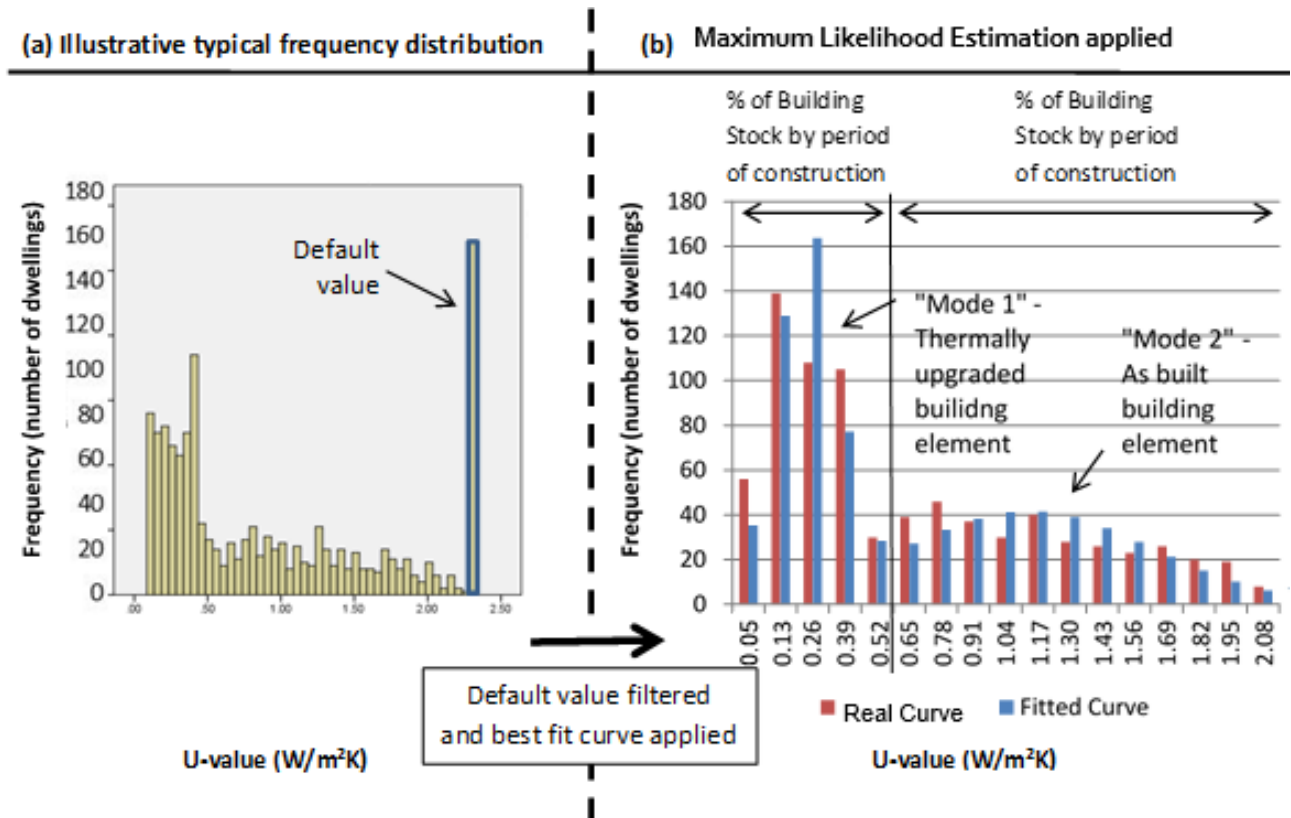 (a) Illustrative typical frequency distribution
Frequency (number of dwellings)
180
160
140
120
100
80
60
40
20
0
Default
value
.00 .50 1.00 1.50 2.00 2.50
U-value (W/m²K)
Default value filtered
and best fit curve applied
(b) Maximum Likelihood Estimation applied
% of Building
Stock by period
of construction
% of Building
Stock by period
of construction
Frequency (number of dwellings)
180
160
140
120
100
80
60
40
20
0
"Mode 1" -
Thermally
upgraded
builidng
element
"Mode 2" -
As built
building
element
0.05 0.13 0.26 0.39 0.52 0.65 0.78 0.91 1.04 1.17 1.30 1.43 1.56 1.69 1.82 1.95 2.08
Real Curve Fitted Curve
U-value (W/m²K)